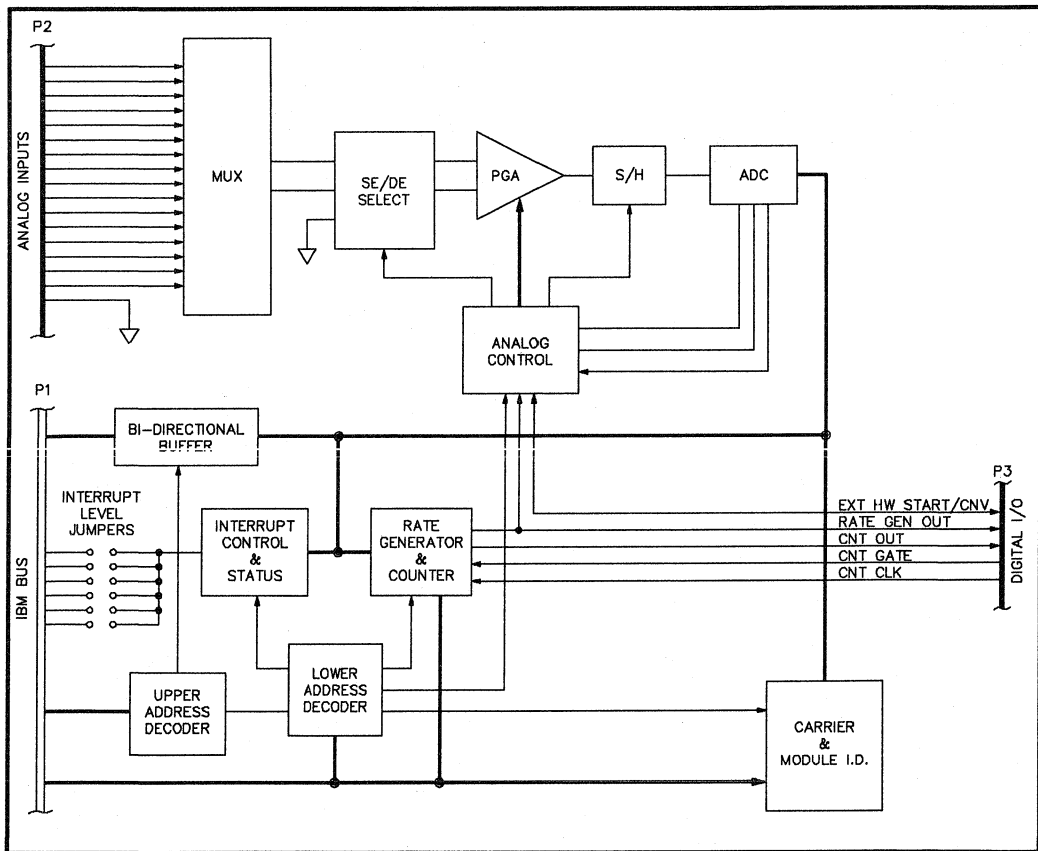 P2
ANALOG INPUTS
MUX
SE/DE
SELECT
PGA
S/H
ADC
ANALOG
CONTROL
P1
IBM BUS
BI-DIRECTIONAL
BUFFER
INTERRUPT
LEVEL
JUMPERS
INTERRUPT
CONTROL
&
STATUS
RATE
GENERATOR
&
COUNTER
P3
DIGITAL I/O
EXT HW START/CNV
RATE GEN OUT
CNT OUT
CNT GATE
CNT CLK
UPPER
ADDRESS
DECODER
LOWER
ADDRESS
DECODER
CARRIER
&
MODULE I.D.